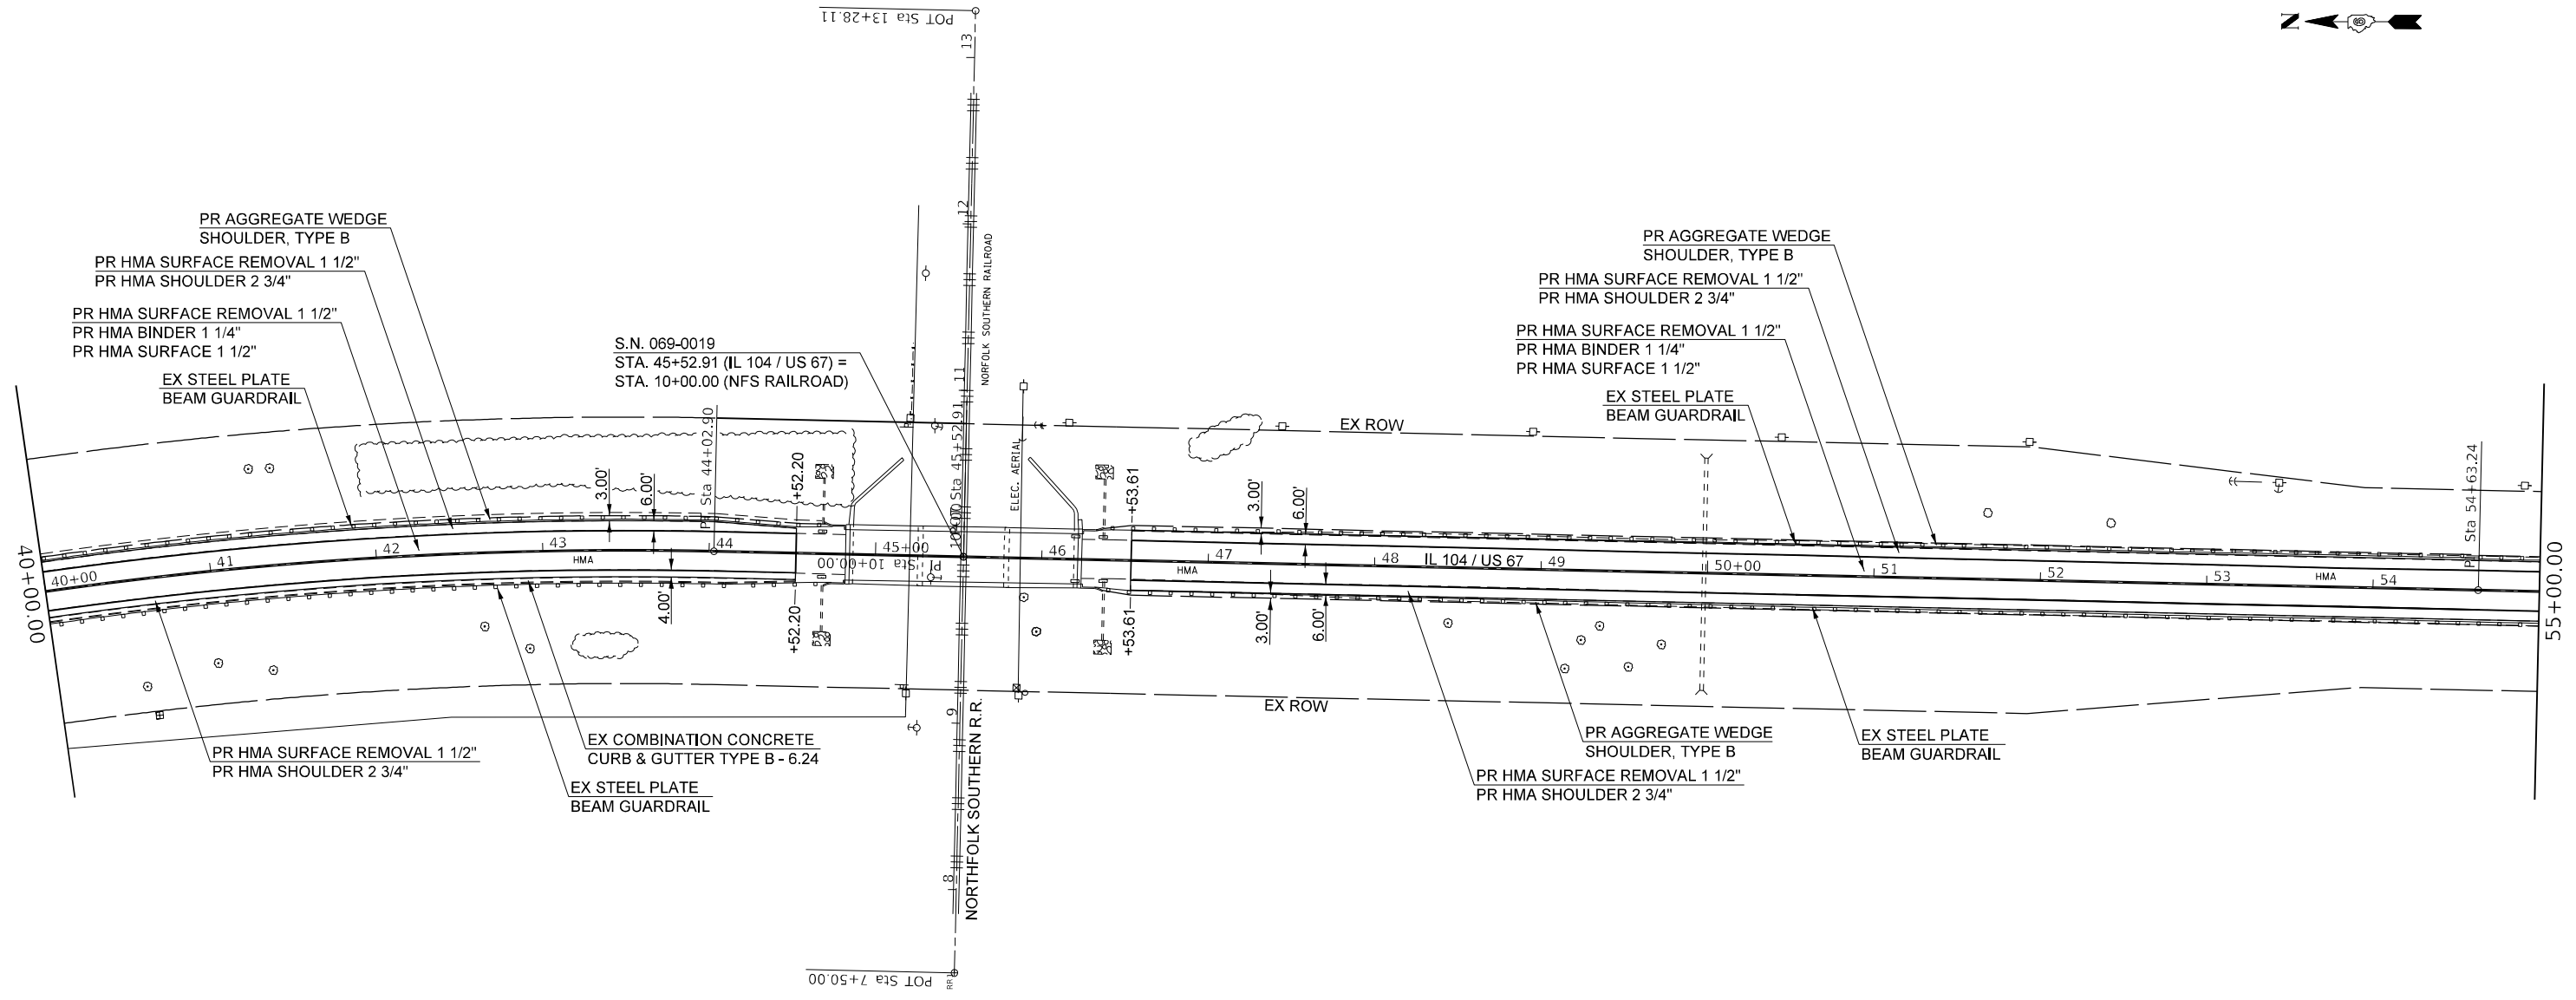 POT Sta 13+28.11
N
13
12
NORFOLK SOUTHERN RAILROAD
11
PR AGGREGATE WEDGE
SHOULDER, TYPE B
PR HMA SURFACE REMOVAL 1 1/2"
PR HMA SHOULDER 2 3/4"
PR HMA SURFACE REMOVAL 1 1/2"
PR HMA BINDER 1 1/4"
PR HMA SURFACE 1 1/2"
EX STEEL PLATE
BEAM GUARDRAIL
S.N. 069-0019
STA. 45+52.91 (IL 104 / US 67) =
STA. 10+00.00 (NFS RAILROAD)
PR AGGREGATE WEDGE
SHOULDER, TYPE B
PR HMA SURFACE REMOVAL 1 1/2"
PR HMA SHOULDER 2 3/4"
PR HMA SURFACE REMOVAL 1 1/2"
PR HMA BINDER 1 1/4"
PR HMA SURFACE 1 1/2"
EX STEEL PLATE
BEAM GUARDRAIL
EX ROW
Sta 44+02.90
Sta 45+52.91
ELEC. AERIAL
Sta 54+63.24
3.00'
6.00'
+52.20
+53.61
3.00'
6.00'
40+00.00
40+00
41
42
43
HMA
44
45+00
46
PI Sta 10+00.00
47
HMA
48
IL 104 / US 67
49
50+00
51
52
53
HMA
54
55+00.00
4.00'
+52.20
+53.61
3.00'
6.00'
EX ROW
9
8
NORTHFOLK SOUTHERN R.R.
PR HMA SURFACE REMOVAL 1 1/2"
PR HMA SHOULDER 2 3/4"
EX COMBINATION CONCRETE
CURB & GUTTER TYPE B - 6.24
EX STEEL PLATE
BEAM GUARDRAIL
PR AGGREGATE WEDGE
SHOULDER, TYPE B
EX STEEL PLATE
BEAM GUARDRAIL
PR HMA SURFACE REMOVAL 1 1/2"
PR HMA SHOULDER 2 3/4"
POT Sta 7+50.00